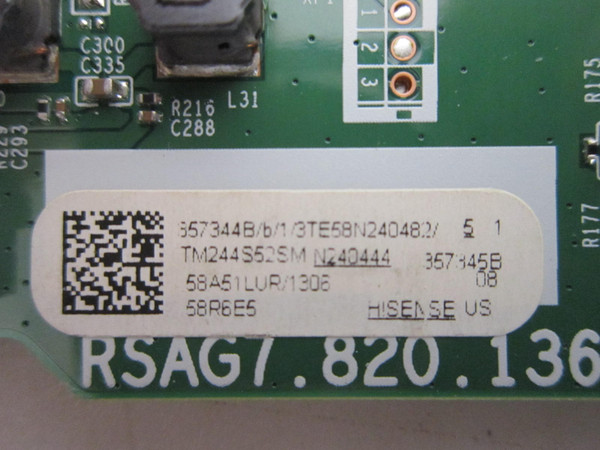 1
2
3
C300
C335
R216
C288
L31
R175
R229
C293
R177
357344B/b/1/3TE58N240482/ 5 1
TM244S52SM N240444 357345B
08
58A51LUR/1306
58R6E5 HISENSE US
RSAG7.820.136